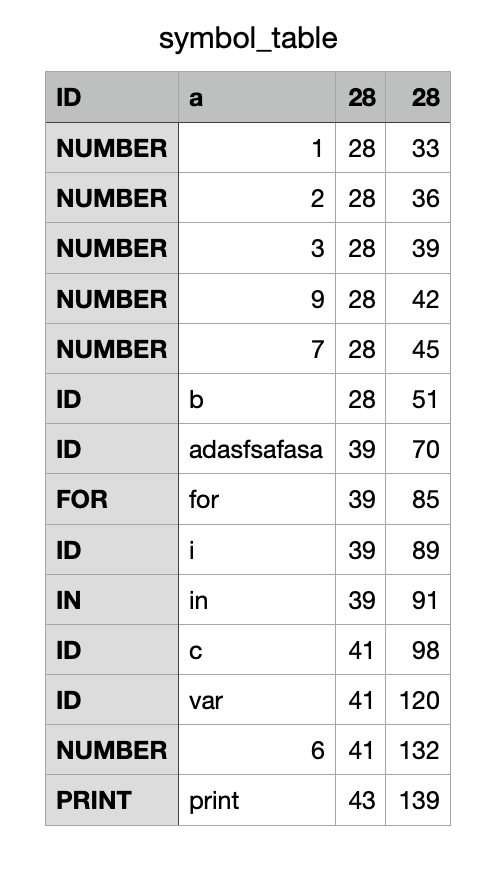 symbol_table
ID a 28 28
NUMBER 1 28 33
NUMBER 2 28 36
NUMBER 3 28 39
NUMBER 9 28 42
NUMBER 7 28 45
ID b 28 51
ID adasfsafasa 39 70
FOR for 39 85
ID i 39 89
IN in 39 91
ID c 41 98
ID var 41 120
NUMBER 6 41 132
PRINT print 43 139